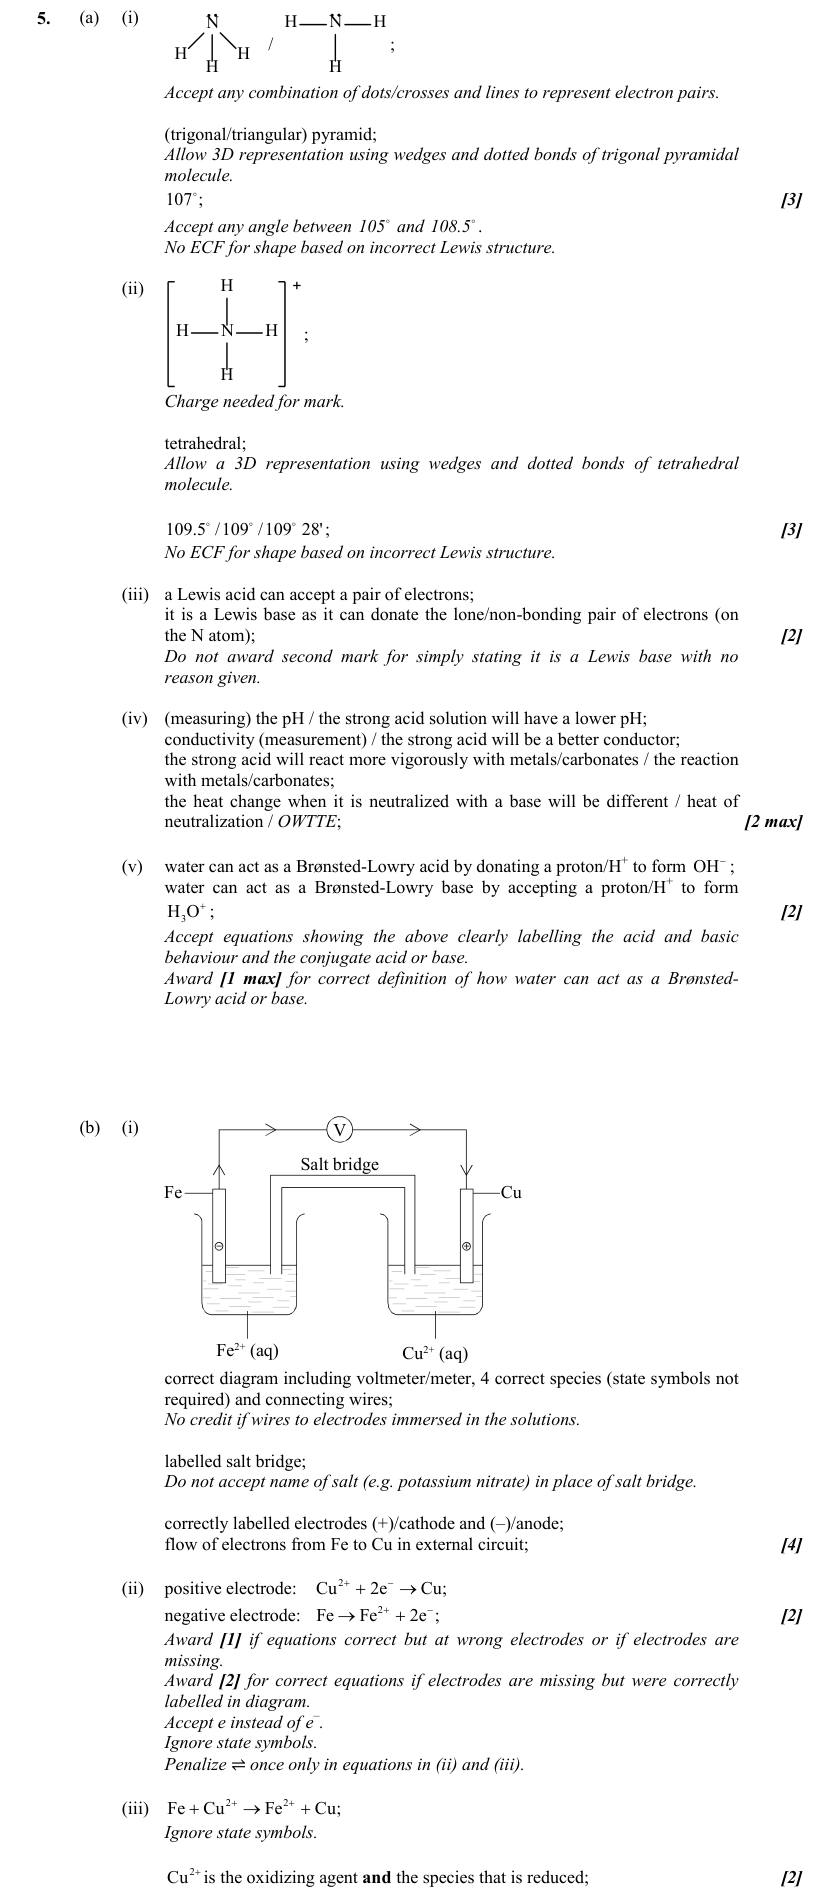 5. (a) (i) N H H H / H—N—H H ;
Accept any combination of dots/crosses and lines to represent electron pairs.
(trigonal/triangular) pyramid;
Allow 3D representation using wedges and dotted bonds of trigonal pyramidal
molecule.
107°; [3]
Accept any angle between 105° and 108.5°.
No ECF for shape based on incorrect Lewis structure.
(ii) H +
H—N—H ;
H
Charge needed for mark.
tetrahedral;
Allow a 3D representation using wedges and dotted bonds of tetrahedral
molecule.
109.5° /109° /109° 28'; [3]
No ECF for shape based on incorrect Lewis structure.
(iii) a Lewis acid can accept a pair of electrons;
it is a Lewis base as it can donate the lone/non-bonding pair of electrons (on
the N atom); [2]
Do not award second mark for simply stating it is a Lewis base with no
reason given.
(iv) (measuring) the pH / the strong acid solution will have a lower pH;
conductivity (measurement) / the strong acid will be a better conductor;
the strong acid will react more vigorously with metals/carbonates / the reaction
with metals/carbonates;
the heat change when it is neutralized with a base will be different / heat of
neutralization / OWTTE; [2 max]
(v) water can act as a Brønsted-Lowry acid by donating a proton/H⁺ to form OH⁻;
water can act as a Brønsted-Lowry base by accepting a proton/H⁺ to form
H₃O⁺; [2]
Accept equations showing the above clearly labelling the acid and basic
behaviour and the conjugate acid or base.
Award [1 max] for correct definition of how water can act as a Brønsted-
Lowry acid or base.
(b) (i) V
Salt bridge
Fe Cu
⊖ ⊕
Fe²⁺ (aq) Cu²⁺ (aq)
correct diagram including voltmeter/meter, 4 correct species (state symbols not
required) and connecting wires;
No credit if wires to electrodes immersed in the solutions.
labelled salt bridge;
Do not accept name of salt (e.g. potassium nitrate) in place of salt bridge.
correctly labelled electrodes (+)/cathode and (–)/anode;
flow of electrons from Fe to Cu in external circuit; [4]
(ii) positive electrode: Cu²⁺ + 2e⁻ → Cu;
negative electrode: Fe → Fe²⁺ + 2e⁻; [2]
Award [1] if equations correct but at wrong electrodes or if electrodes are
missing.
Award [2] for correct equations if electrodes are missing but were correctly
labelled in diagram.
Accept e instead of e⁻.
Ignore state symbols.
Penalize ⇌ once only in equations in (ii) and (iii).
(iii) Fe + Cu²⁺ → Fe²⁺ + Cu;
Ignore state symbols.
Cu²⁺ is the oxidizing agent and the species that is reduced; [2]